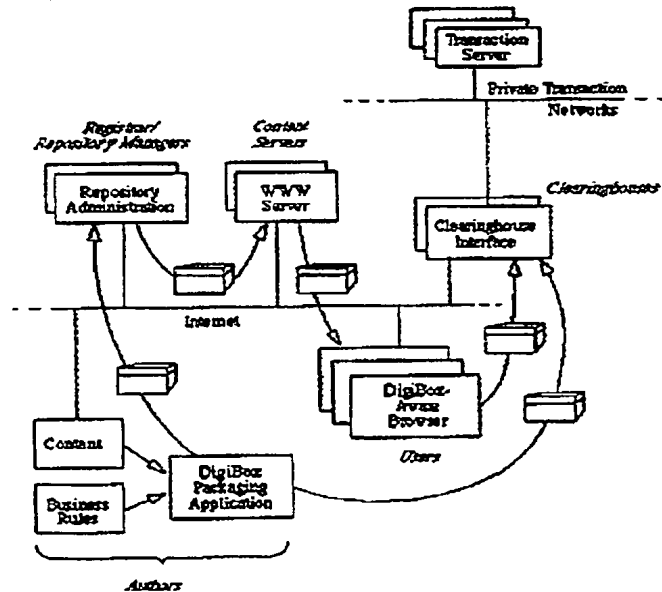 Transaction
Server
Private Transaction
Networks
Registrar/
Repository Managers
Content
Servers
Clearinghouses
Repository
Administration
WWW
Server
Clearinghouse
Interface
Internet
DigiBox-
Aware
Browser
Users
Content
Business
Rules
DigiBox
Packaging
Application
Authors